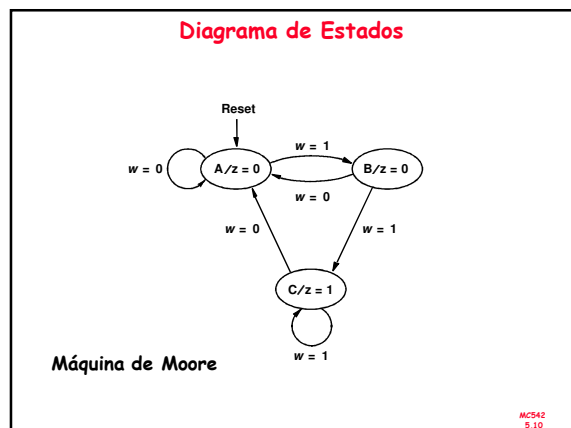 Diagrama de Estados
Reset
w = 1
w = 0
A/z = 0
B/z = 0
w = 0
w = 0
w = 1
C/z = 1
w = 1
Máquina de Moore
MC542
5.10